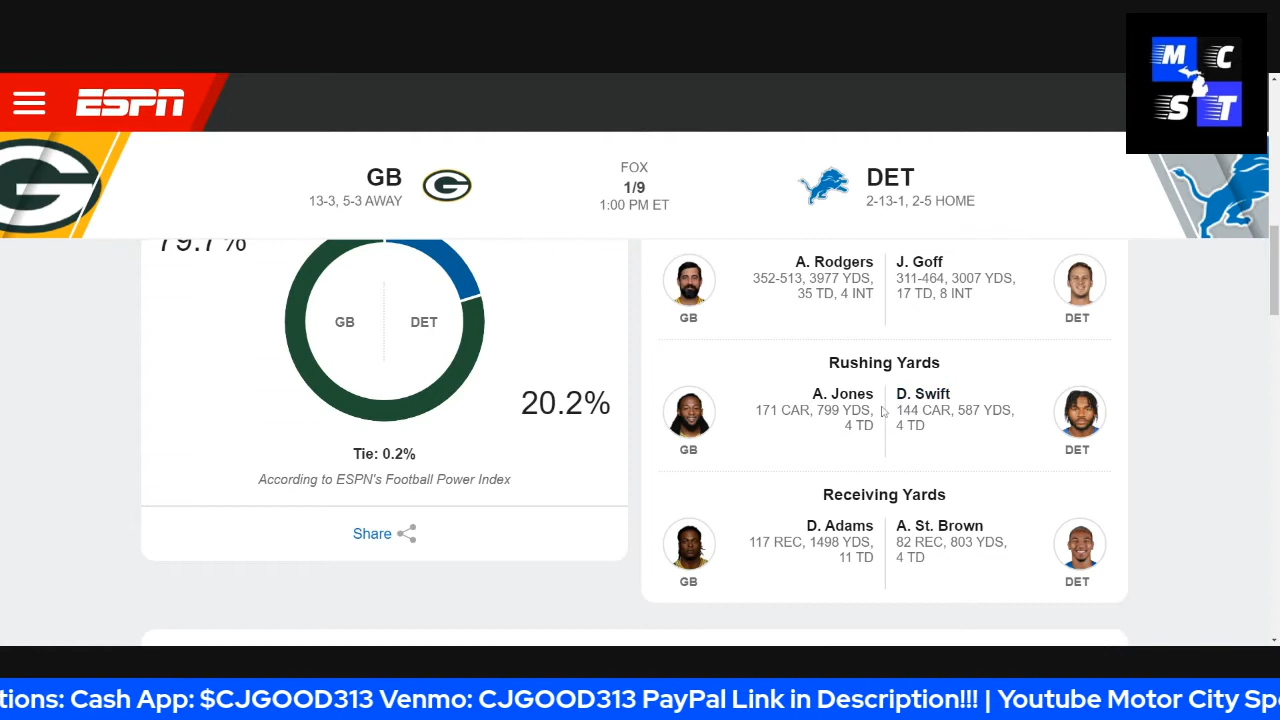 M C
S T
ESPN
GB
13-3, 5-3 AWAY
G
FOX
1/9
1:00 PM ET
DET
2-13-1, 2-5 HOME
79.7%
GB
DET
20.2%
Tie: 0.2%
According to ESPN's Football Power Index
Share
A. Rodgers
352-513, 3977 YDS,
35 TD, 4 INT
GB
J. Goff
311-464, 3007 YDS,
17 TD, 8 INT
DET
Rushing Yards
A. Jones
171 CAR, 799 YDS,
4 TD
GB
D. Swift
144 CAR, 587 YDS,
4 TD
DET
Receiving Yards
D. Adams
117 REC, 1498 YDS,
11 TD
GB
A. St. Brown
82 REC, 803 YDS,
4 TD
DET
tions: Cash App: $CJGOOD313 Venmo: CJGOOD313 PayPal Link in Description!!! | Youtube Motor City Sp